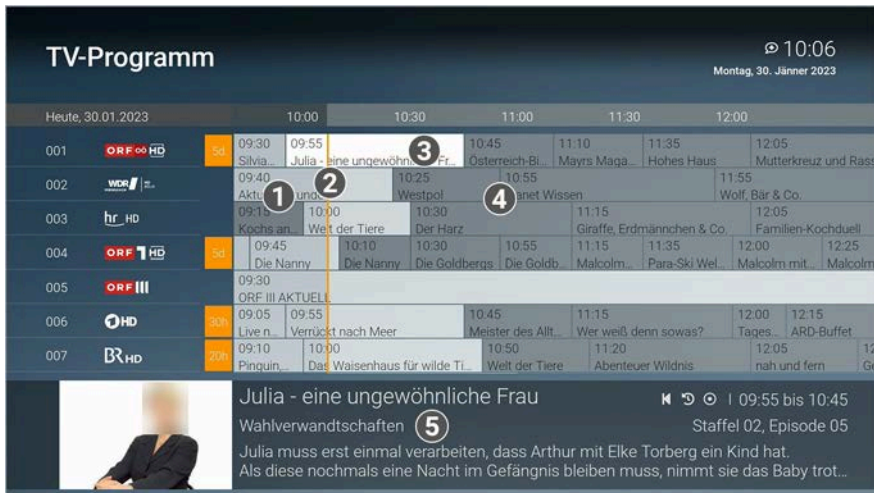 TV-Programm
10:06
Montag, 30. Jänner 2023
Heute, 30.01.2023 10:00 10:30 11:00 11:30 12:00
001 ORF OÖ HD 5d 09:30 09:55 10:45 11:10 11:35 12:05
Silvia... Julia - eine ungewöhn 3 Fr... Österreich-Bi... Mayrs Maga... Hohes Haus Mutterkreuz und Rass
002 WDR 09:40 10:25 10:55 11:55
Aktu 1 unde 2 Westpol 4 anet Wissen Wolf, Bär & Co.
003 hr HD 09:15 10:00 10:30 11:15 12:05
Kochs an... Welt der Tiere Der Harz Giraffe, Erdmännchen & Co. Familien-Kochduell
004 ORF 1 HD 5d 09:45 10:10 10:30 10:55 11:15 11:35 12:00 12:25
Die Nanny Die Nanny Die Goldbergs Die Goldb... Malcolm... Para-Ski Wel... Malcolm mit... Malcolm
005 ORF III 09:30
ORF III AKTUELL
006 HD 30h 09:05 09:55 10:45 11:15 12:00 12:15
Live n... Verrückt nach Meer Meister des Allt... Wer weiß denn sowas? Tages... ARD-Buffet
007 BR HD 20h 09:10 10:00 10:50 11:20 12:05 12
Pinguin,... Das Waisenhaus für wilde Ti... Welt der Tiere Abenteuer Wildnis nah und fern Ge
Julia - eine ungewöhnliche Frau 09:55 bis 10:45
Wahlverwandtschaften 5 Staffel 02, Episode 05
Julia muss erst einmal verarbeiten, dass Arthur mit Elke Torberg ein Kind hat.
Als diese nochmals eine Nacht im Gefängnis bleiben muss, nimmt sie das Baby trot...